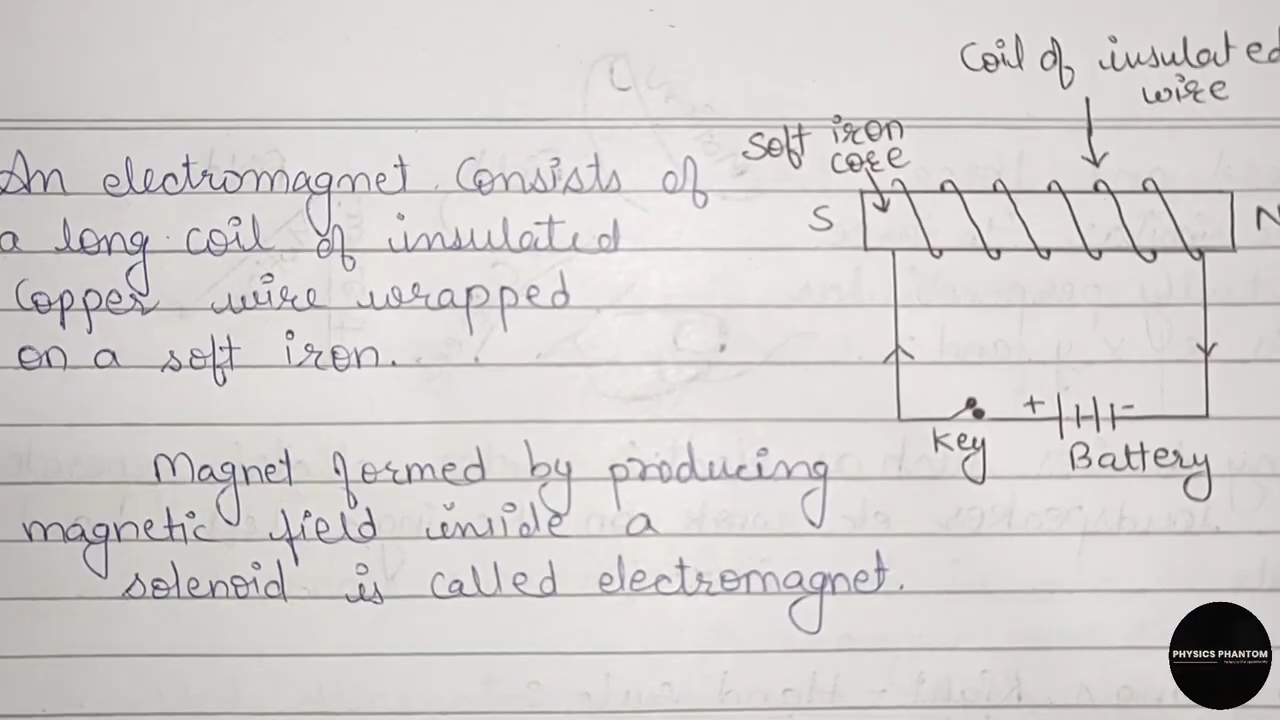 Coil of insulated
wire
Soft iron
core
An electromagnet consists of
a long coil of insulated
Copper wire wrapped
on a soft iron.
S
N
+
-
Key
Battery
Magnet formed by producing
magnetic field inside a
solenoid is called electromagnet.
PHYSICS PHANTOM